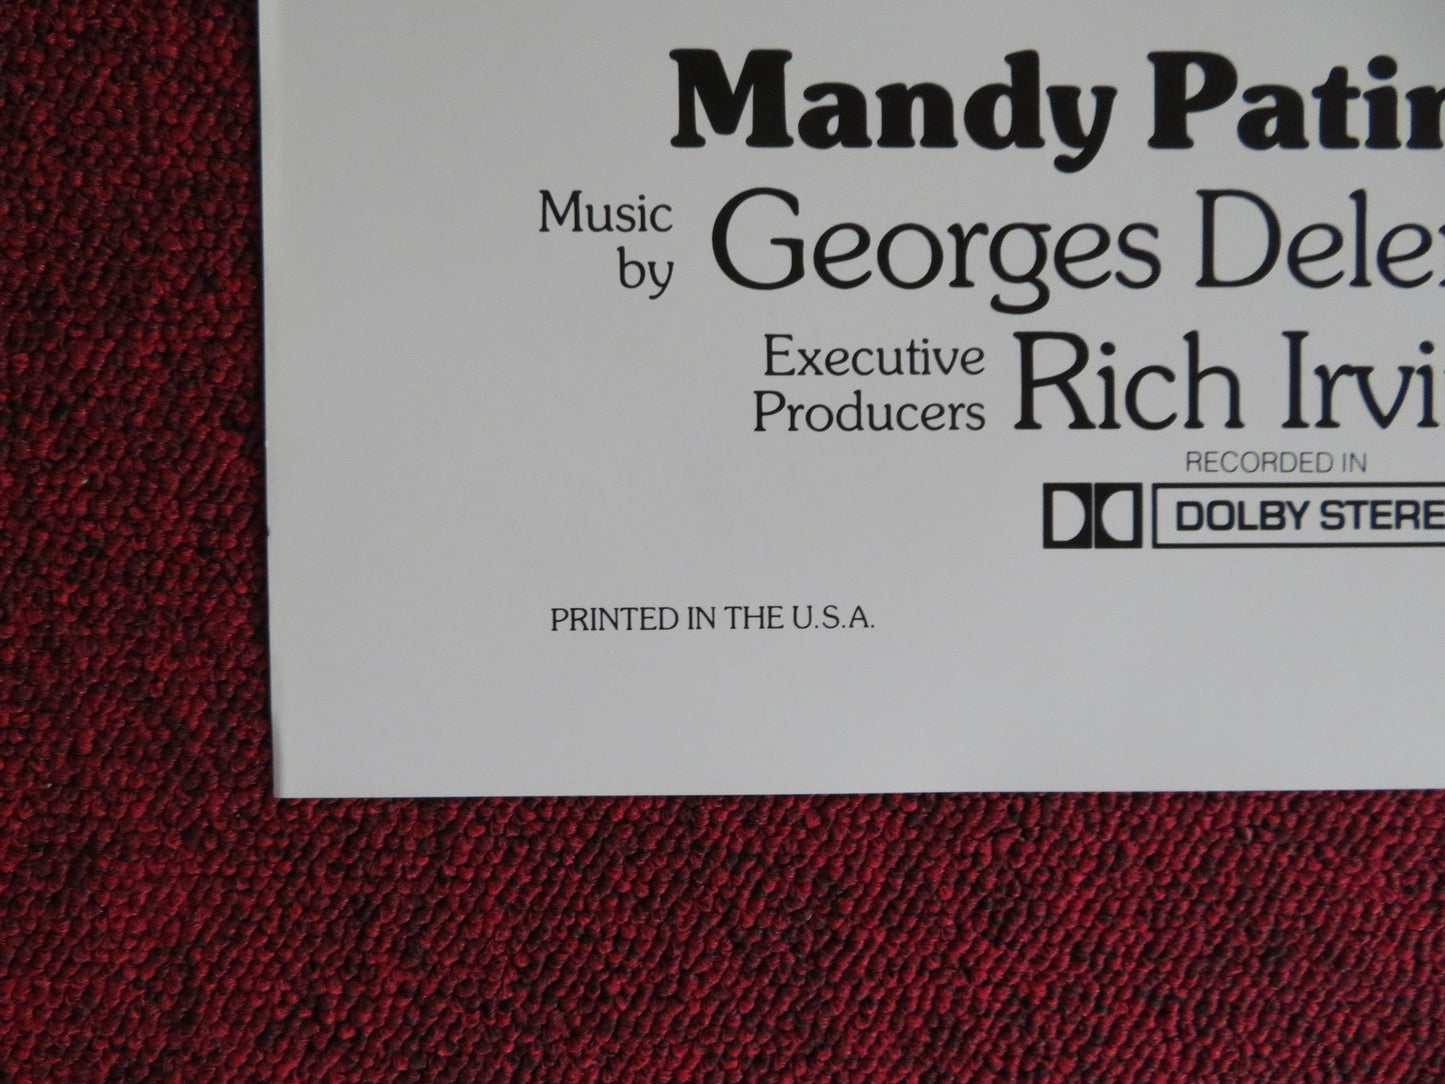 Mandy Patin
Music
by Georges Deler
Executive
Producers Rich Irvi
RECORDED IN
DOLBY STERE
PRINTED IN THE U.S.A.